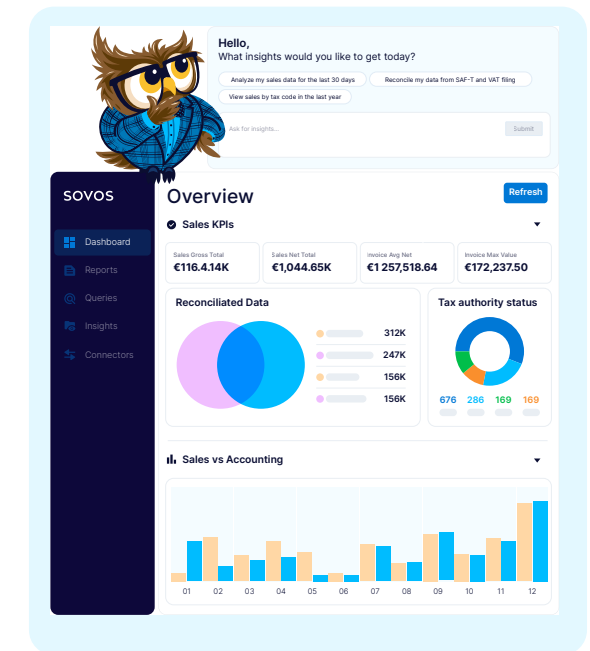 Hello,
What insights would you like to get today?
Analyze my sales data for the last 30 days
Reconcile my data from SAF-T and VAT filing
View sales by tax code in the last year
Ask for insights...
Submit
SOVOS
Dashboard
Reports
Queries
Insights
Connectors
Overview
Refresh
Sales KPIs
Sales Gross Total
€116.4.14K
Sales Net Total
€1,044.65K
Invoice Avg Net
€1 257,518.64
Invoice Max Value
€172,237.50
Reconciliated Data
312K
247K
156K
156K
Tax authority status
676 286 169 169
Sales vs Accounting
01 02 03 04 05 06 07 08 09 10 11 12